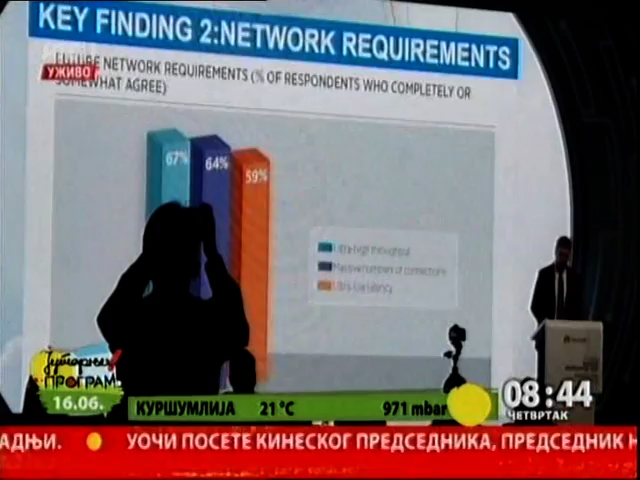 KEY FINDING 2:NETWORK REQUIREMENTS
УЖИВО
FUTURE NETWORK REQUIREMENTS (% OF RESPONDENTS WHO COMPLETELY OR
SOMEWHAT AGREE)
67%
64%
59%
Ultra-high throughput
Massive number of connections
Ultra-low latency
Јутарњи
ПРОГРАМ
16.06.
КУРШУМЛИЈА 21 °C 971 mbar
08:44
ЧЕТВРТАК
АДЊИ. УОЧИ ПОСЕТЕ КИНЕСКОГ ПРЕДСЕДНИКА, ПРЕДСЕДНИК Н